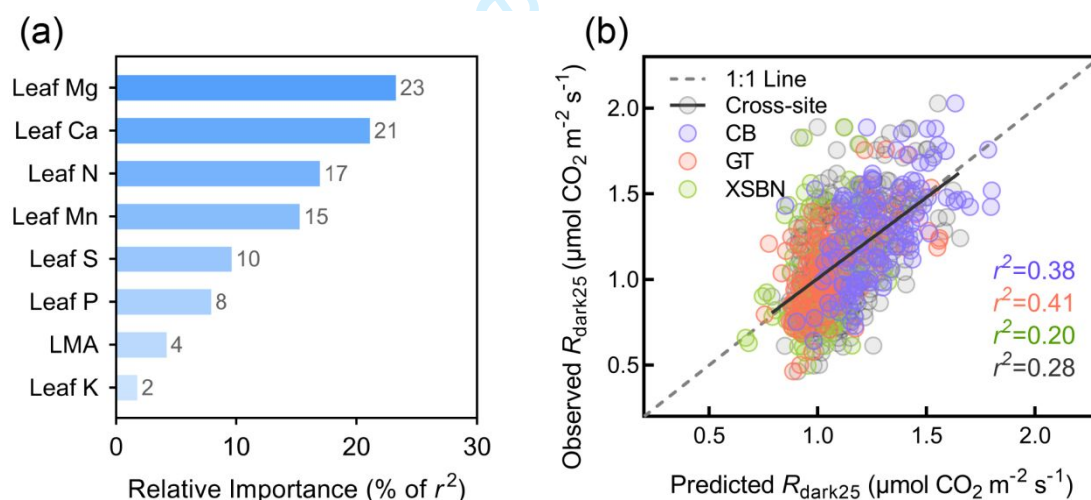 (a)
Leaf Mg
23
Leaf Ca
21
Leaf N
17
Leaf Mn
15
Leaf S
10
Leaf P
8
LMA
4
Leaf K
2
0
10
20
30
Relative Importance (% of r²)
(b)
Observed R_dark25 (μmol CO₂ m⁻² s⁻¹)
2.0
1.5
1.0
0.5
1:1 Line
Cross-site
CB
GT
XSBN
r²=0.38
r²=0.41
r²=0.20
r²=0.28
0.5
1.0
1.5
2.0
Predicted R_dark25 (μmol CO₂ m⁻² s⁻¹)